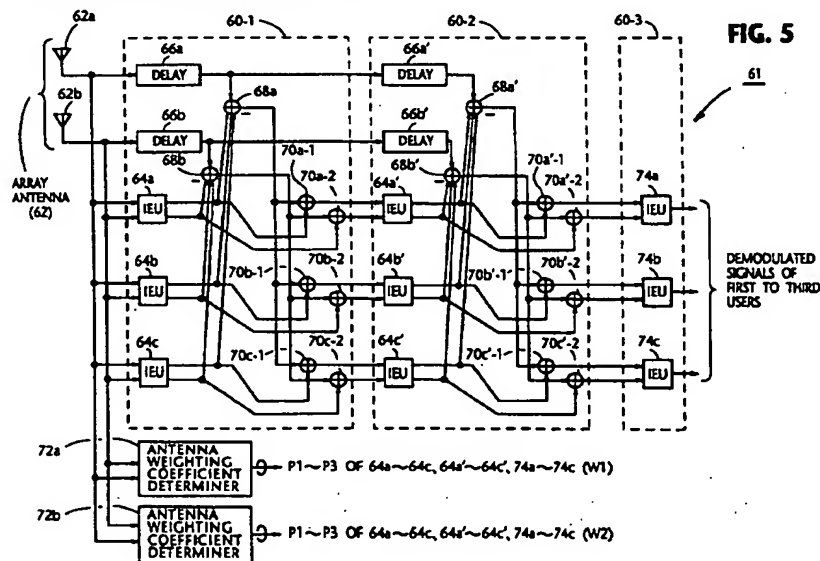 62a
60-1
60-2
60-3
FIG. 5
66a
66a'
61
DELAY
DELAY
68a
68a'
62b
66b
66b'
DELAY
DELAY
68b
70a-1
70a-2
68b'
70a'-1
70a'-2
ARRAY
ANTENNA
(62)
64a
64a'
74a
IEU
IEU
IEU
64b
70b-1
70b-2
64b'
70b'-1
70b'-2
74b
IEU
IEU
IEU
DEMODULATED
SIGNALS OF
FIRST TO THIRD
USERS
64c
70c-1
70c-2
64c'
70c'-1
70c'-2
74c
IEU
IEU
IEU
72a
ANTENNA
WEIGHTING
COEFFICIENT
DETERMINER
P1~P3 OF 64a~64c, 64a'~64c', 74a~74c (W1)
72b
ANTENNA
WEIGHTING
COEFFICIENT
DETERMINER
P1~P3 OF 64a~64c, 64a'~64c', 74a~74c (W2)